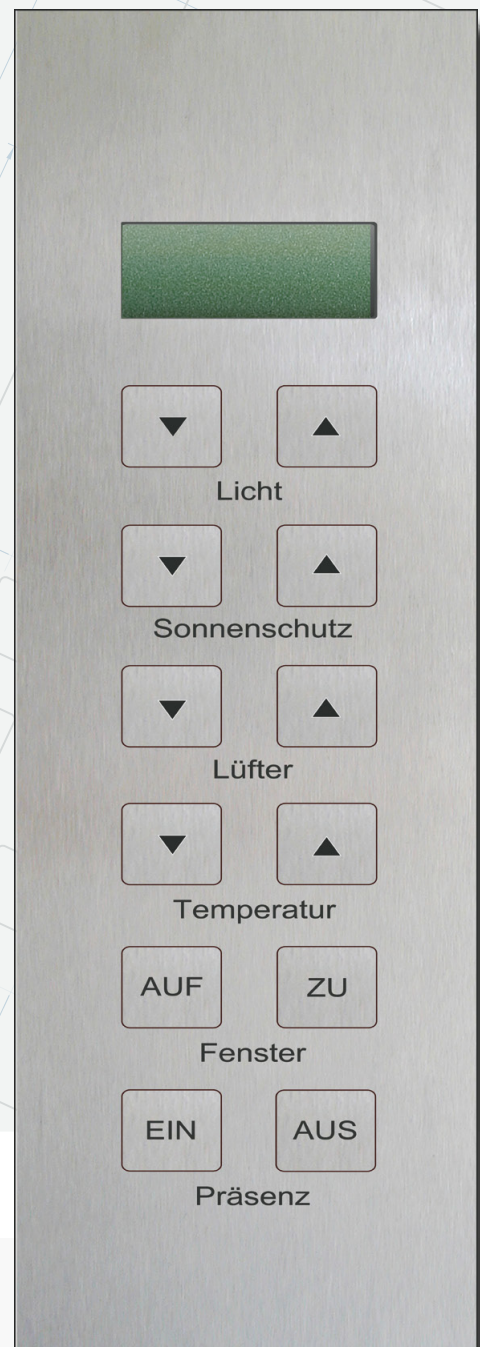 ▼ ▲
Licht
▼ ▲
Sonnenschutz
▼ ▲
Lüfter
▼ ▲
Temperatur
AUF ZU
Fenster
EIN AUS
Präsenz